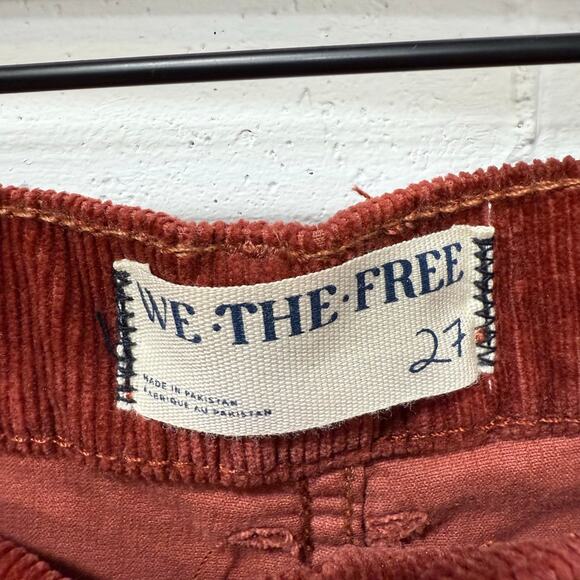 WE·THE·FREE
27
MADE IN PAKISTAN
FABRIQUE AU PAKISTAN